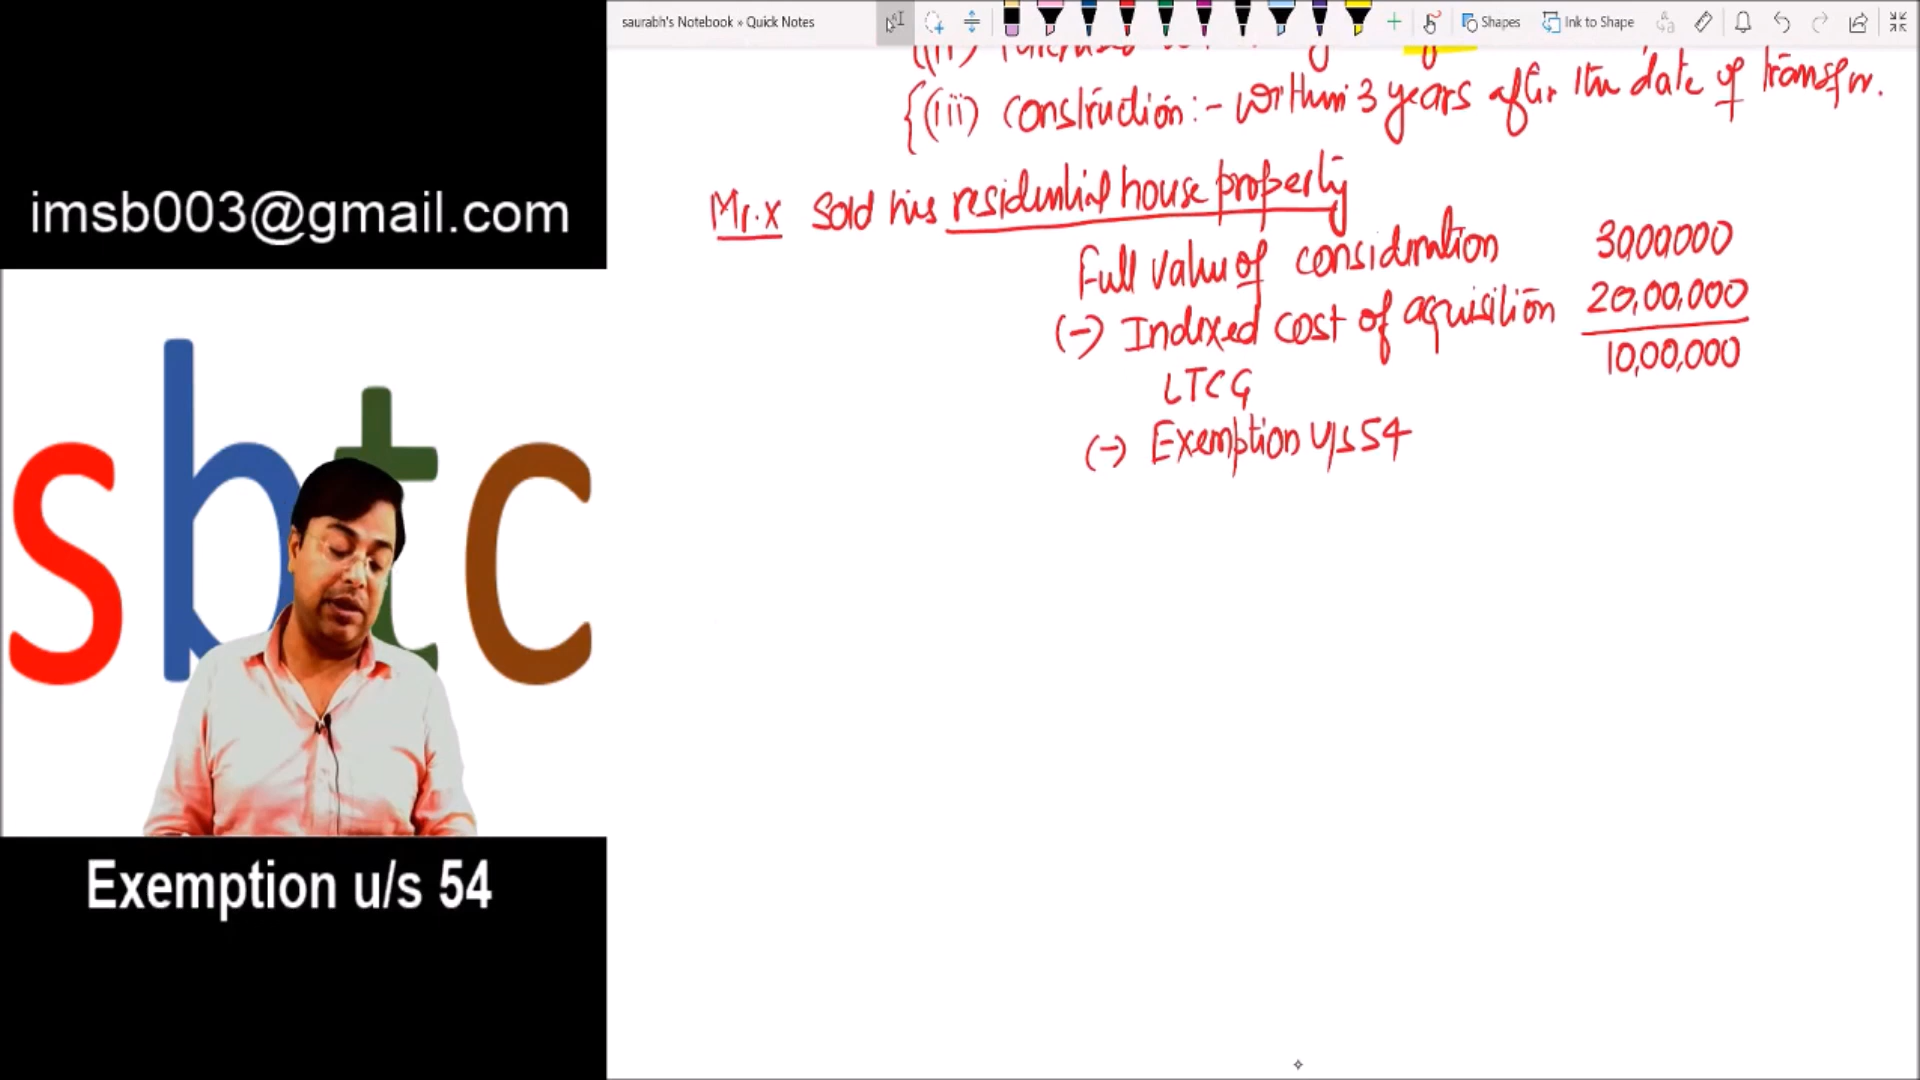 saurabh's Notebook » Quick Notes
Shapes
Ink to Shape
(iii) construction :- within 3 years after the date of transfer.
imsb003@gmail.com
Mr.X Sold his residential house property
Full value of consideration 3000000
(-) Indexed cost of aquisition 20,00,000
10,00,000
LTCG
(-) Exemption u/s 54
sbtc
Exemption u/s 54